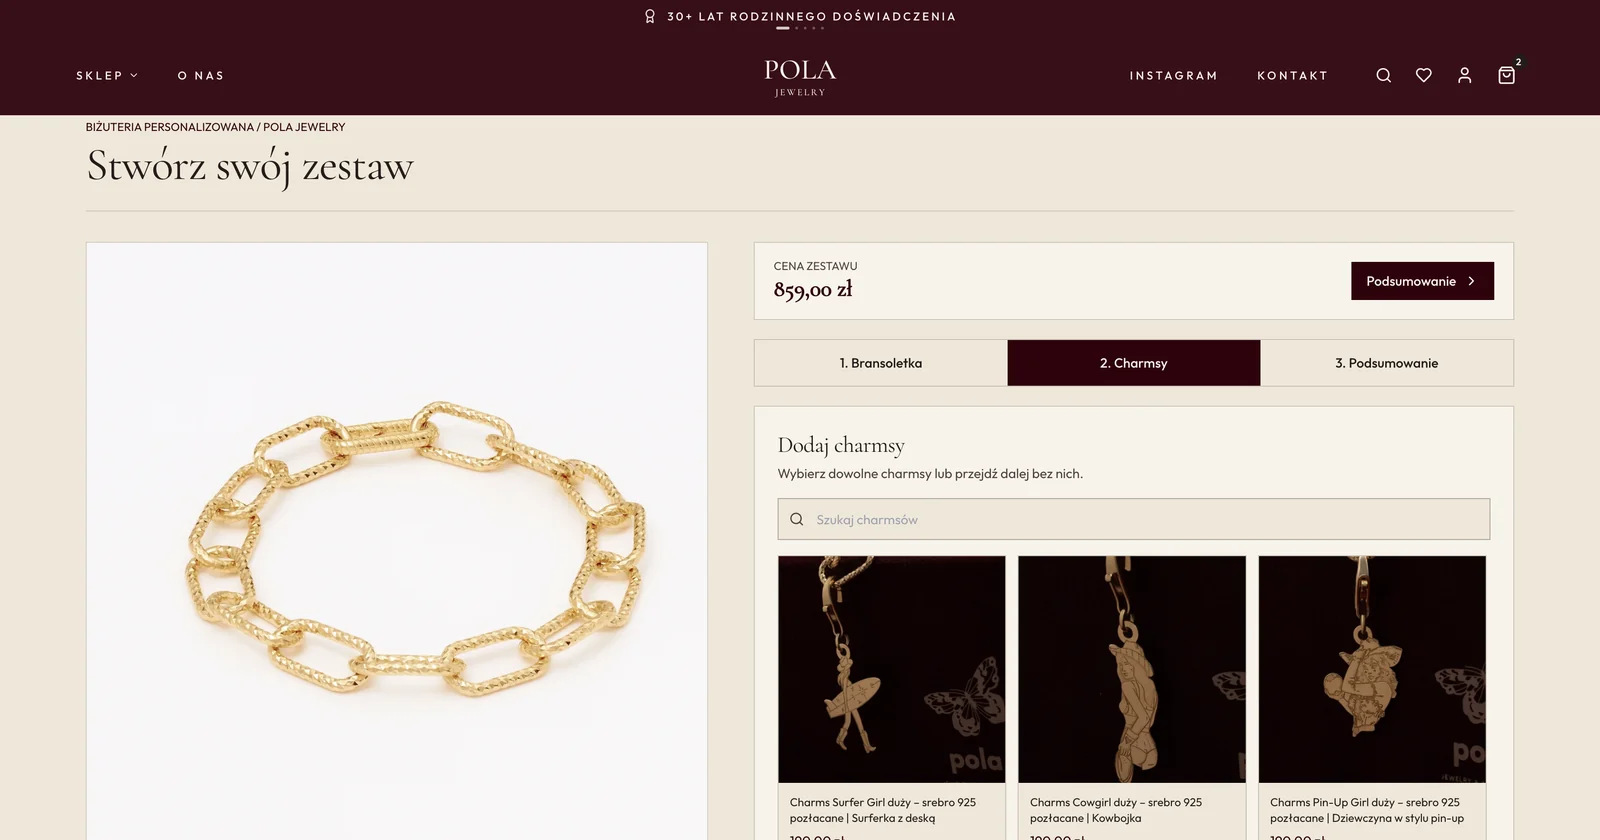 30+ LAT RODZINNEGO DOŚWIADCZENIA
SKLEP
O NAS
POLA
JEWELRY
INSTAGRAM
KONTAKT
2
BIŻUTERIA PERSONALIZOWANA / POLA JEWELRY
Stwórz swój zestaw
CENA ZESTAWU
859,00 zł
Podsumowanie
1. Bransoletka
2. Charmsy
3. Podsumowanie
Dodaj charmsy
Wybierz dowolne charmsy lub przejdź dalej bez nich.
Szukaj charmsów
pola
po
Charms Surfer Girl duży – srebro 925
pozłacane | Surferka z deską
Charms Cowgirl duży – srebro 925
pozłacane | Kowbojka
Charms Pin-Up Girl duży – srebro 925
pozłacane | Dziewczyna w stylu pin-up